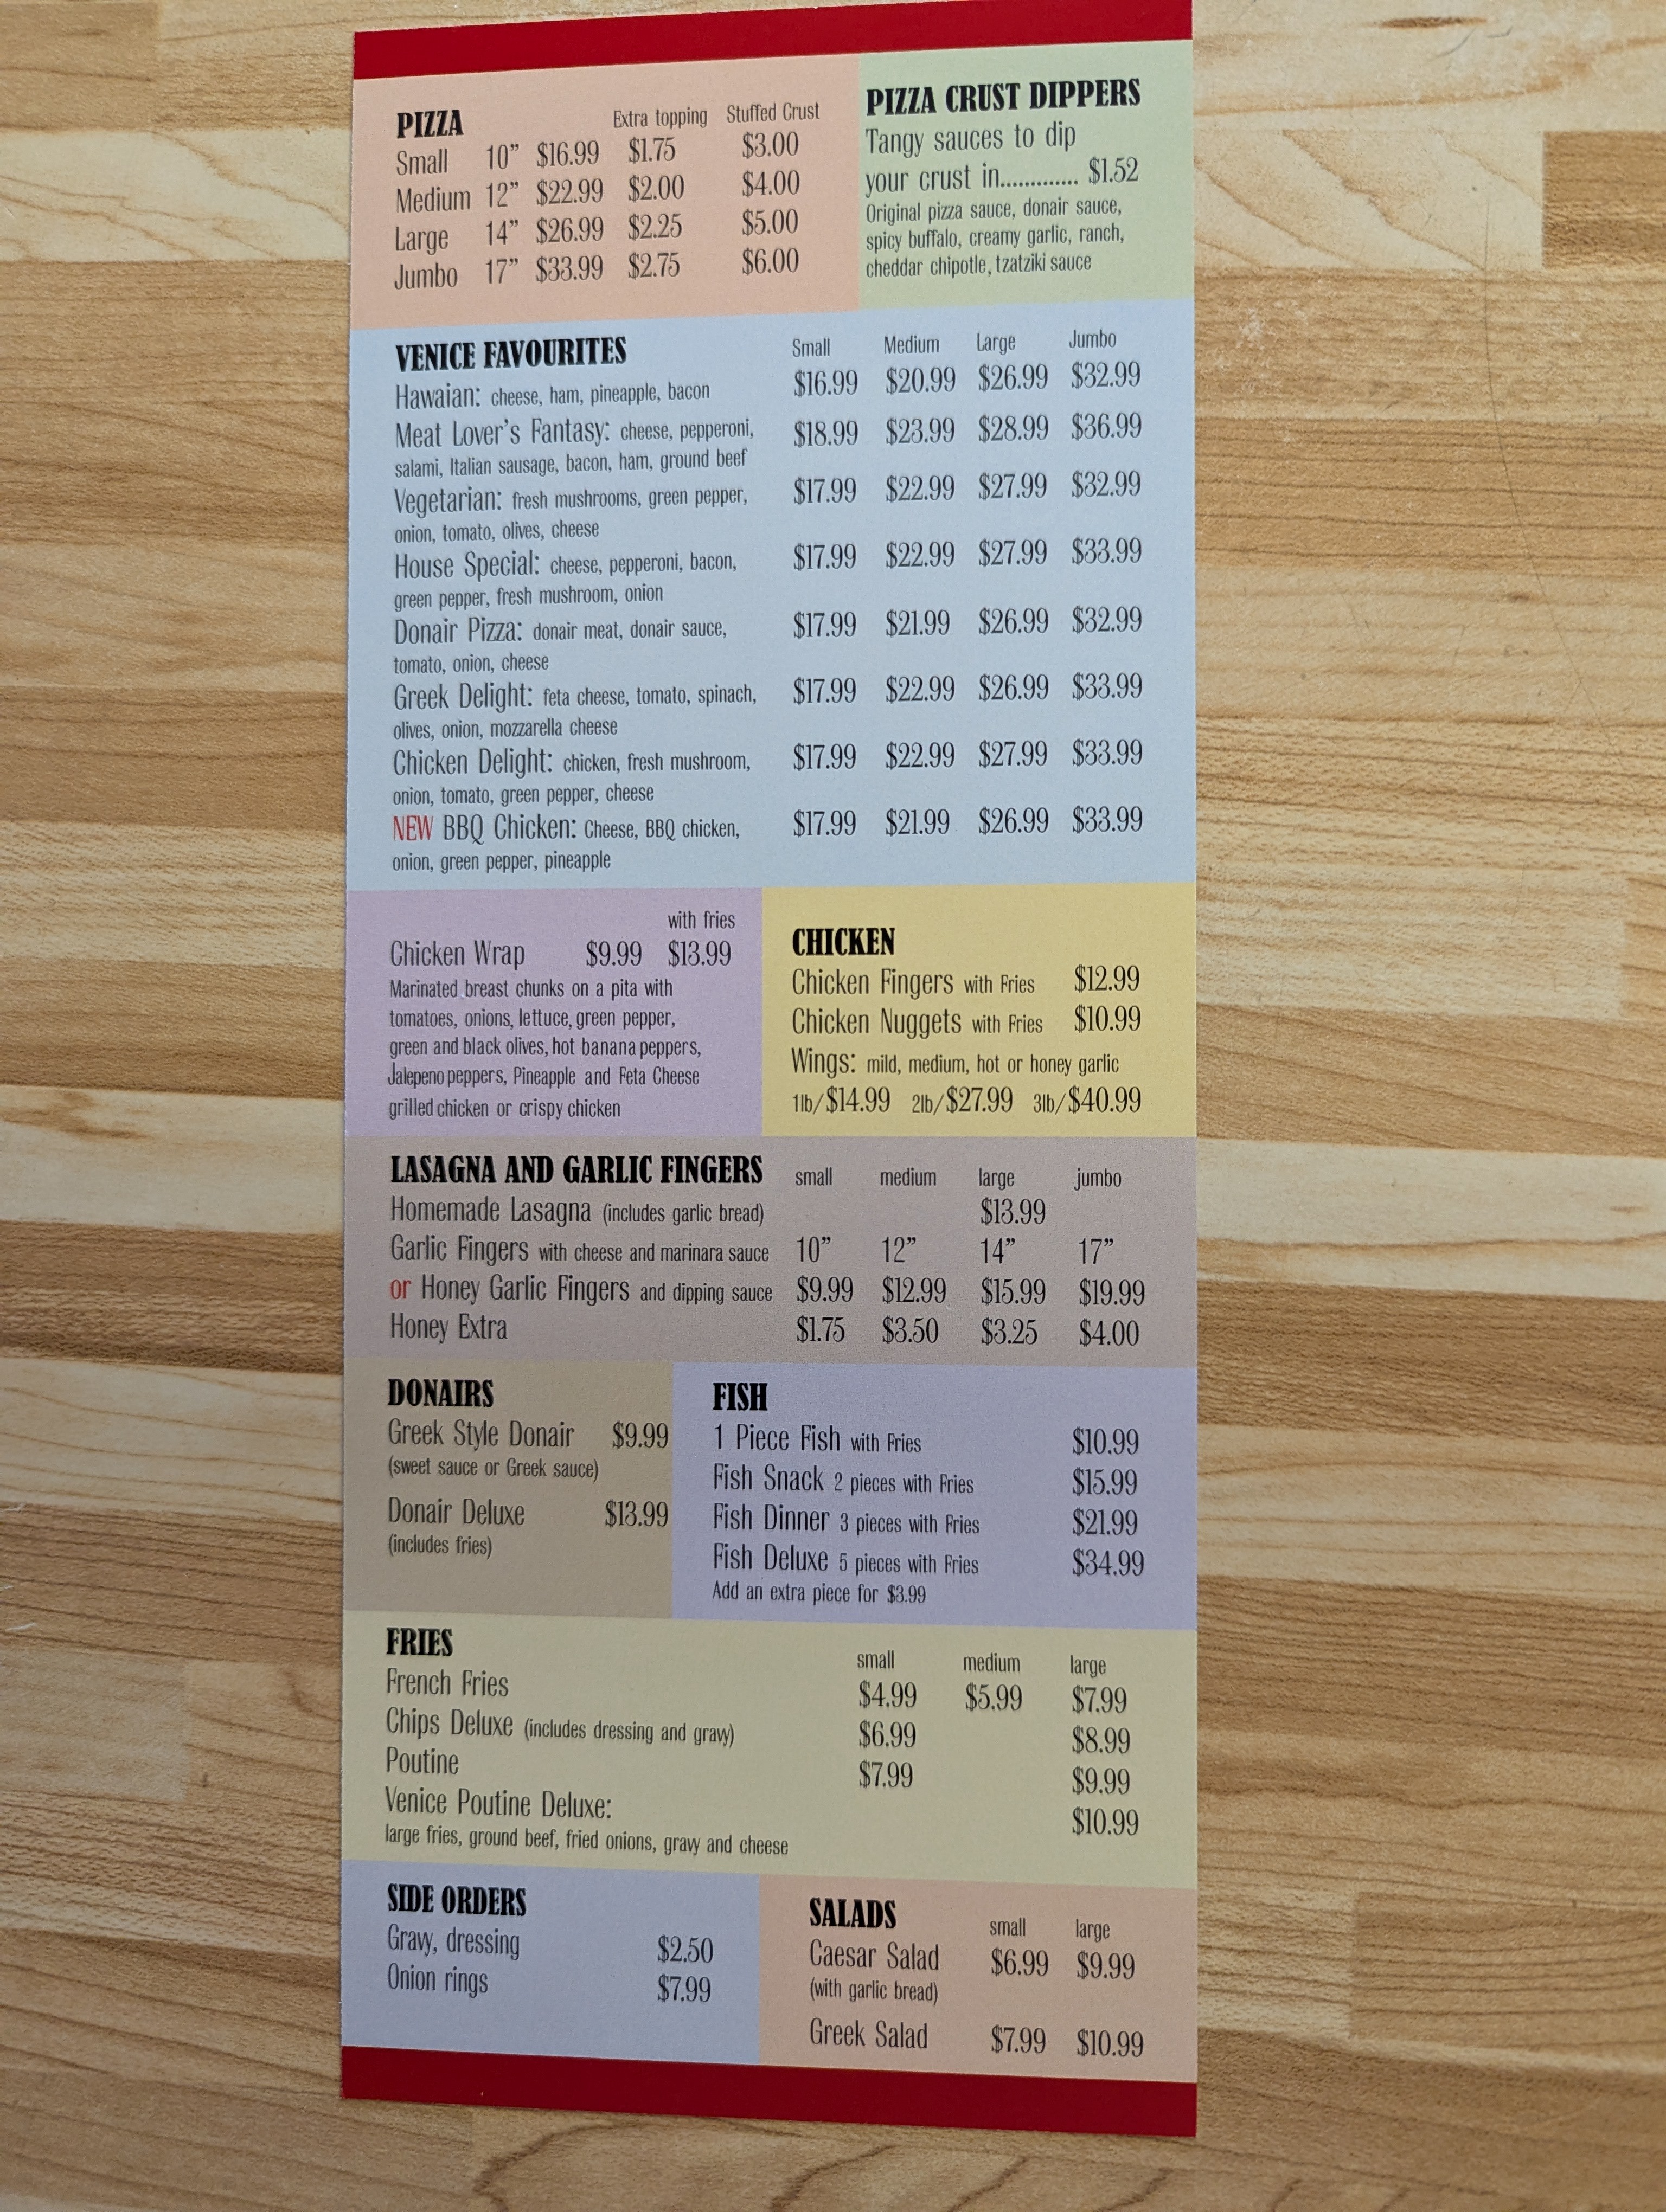 PIZZA Extra topping Stuffed Crust
Small 10” $16.99 $1.75 $3.00
Medium 12” $22.99 $2.00 $4.00
Large 14” $26.99 $2.25 $5.00
Jumbo 17” $33.99 $2.75 $6.00
PIZZA CRUST DIPPERS
Tangy sauces to dip
your crust in............. $1.52
Original pizza sauce, donair sauce,
spicy buffalo, creamy garlic, ranch,
cheddar chipotle, tzatziki sauce
VENICE FAVOURITES Small Medium Large Jumbo
Hawaian: cheese, ham, pineapple, bacon $16.99 $20.99 $26.99 $32.99
Meat Lover’s Fantasy: cheese, pepperoni, $18.99 $23.99 $28.99 $36.99
salami, Italian sausage, bacon, ham, ground beef
Vegetarian: fresh mushrooms, green pepper, $17.99 $22.99 $27.99 $32.99
onion, tomato, olives, cheese
House Special: cheese, pepperoni, bacon, $17.99 $22.99 $27.99 $33.99
green pepper, fresh mushroom, onion
Donair Pizza: donair meat, donair sauce, $17.99 $21.99 $26.99 $32.99
tomato, onion, cheese
Greek Delight: feta cheese, tomato, spinach, $17.99 $22.99 $26.99 $33.99
olives, onion, mozzarella cheese
Chicken Delight: chicken, fresh mushroom, $17.99 $22.99 $27.99 $33.99
onion, tomato, green pepper, cheese
NEW BBQ Chicken: Cheese, BBQ chicken, $17.99 $21.99 $26.99 $33.99
onion, green pepper, pineapple
with fries
Chicken Wrap $9.99 $13.99
Marinated breast chunks on a pita with
tomatoes, onions, lettuce, green pepper,
green and black olives, hot banana peppers,
Jalepeno peppers, Pineapple and Feta Cheese
grilled chicken or crispy chicken
CHICKEN
Chicken Fingers with Fries $12.99
Chicken Nuggets with Fries $10.99
Wings: mild, medium, hot or honey garlic
1lb/$14.99 2lb/$27.99 3lb/$40.99
LASAGNA AND GARLIC FINGERS small medium large jumbo
Homemade Lasagna (includes garlic bread) $13.99
Garlic Fingers with cheese and marinara sauce 10” 12” 14” 17”
or Honey Garlic Fingers and dipping sauce $9.99 $12.99 $15.99 $19.99
Honey Extra $1.75 $3.50 $3.25 $4.00
DONAIRS
Greek Style Donair $9.99
(sweet sauce or Greek sauce)
Donair Deluxe $13.99
(includes fries)
FISH
1 Piece Fish with Fries $10.99
Fish Snack 2 pieces with Fries $15.99
Fish Dinner 3 pieces with Fries $21.99
Fish Deluxe 5 pieces with Fries $34.99
Add an extra piece for $3.99
FRIES small medium large
French Fries $4.99 $5.99 $7.99
Chips Deluxe (includes dressing and gravy) $6.99 $8.99
Poutine $7.99 $9.99
Venice Poutine Deluxe: $10.99
large fries, ground beef, fried onions, gravy and cheese
SIDE ORDERS
Gravy, dressing $2.50
Onion rings $7.99
SALADS small large
Caesar Salad $6.99 $9.99
(with garlic bread)
Greek Salad $7.99 $10.99